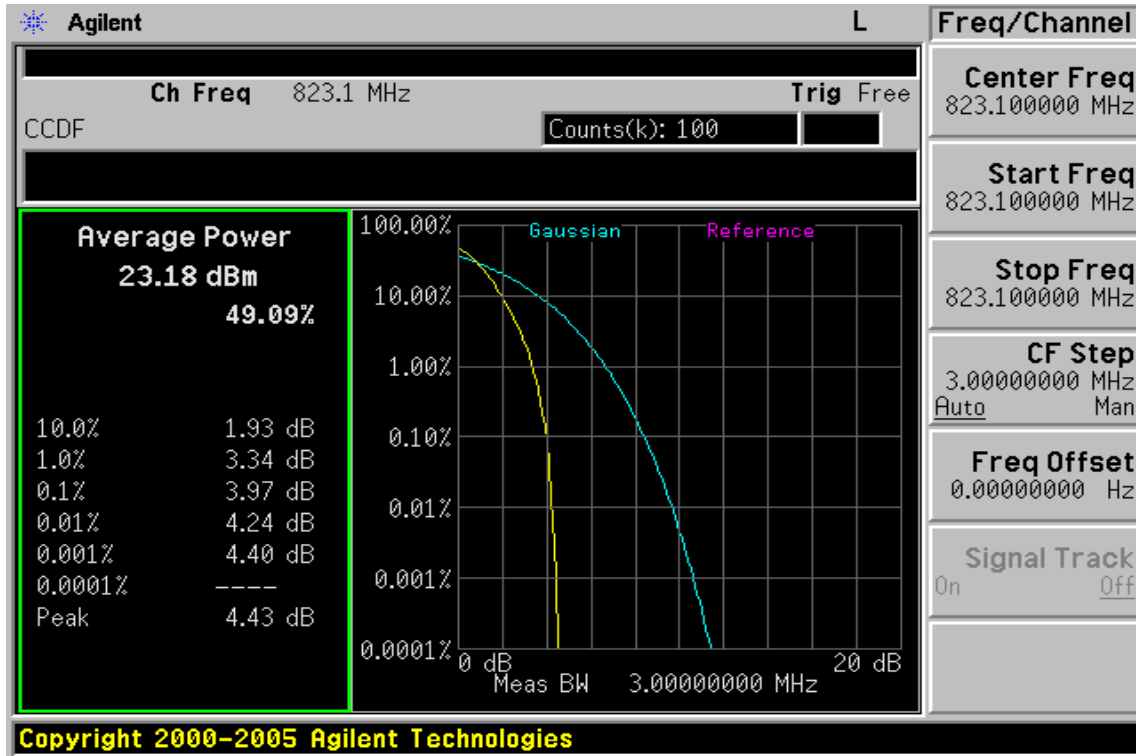 Agilent L Freq/Channel
Ch Freq 823.1 MHz Trig Free
CCDF Counts(k): 100
Center Freq
823.100000 MHz
Start Freq
823.100000 MHz
Stop Freq
823.100000 MHz
CF Step
3.00000000 MHz
Auto Man
Freq Offset
0.00000000 Hz
Signal Track
On Off
Average Power
23.18 dBm
49.09%
10.0% 1.93 dB
1.0% 3.34 dB
0.1% 3.97 dB
0.01% 4.24 dB
0.001% 4.40 dB
0.0001% ----
Peak 4.43 dB
Gaussian Reference
100.00%
10.00%
1.00%
0.10%
0.01%
0.001%
0.0001%
0 dB 20 dB
Meas BW 3.00000000 MHz
Copyright 2000-2005 Agilent Technologies